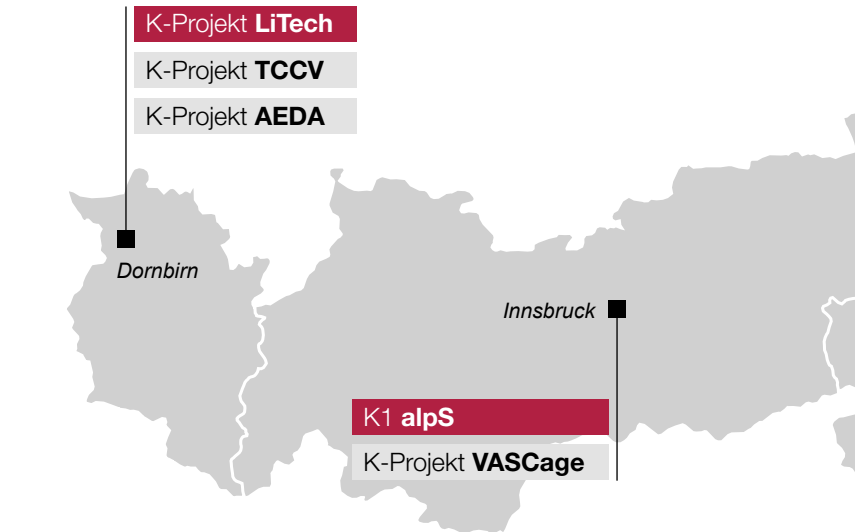 K-Projekt LiTech
K-Projekt TCCV
K-Projekt AEDA
Dornbirn
Innsbruck
K1 alpS
K-Projekt VASCage